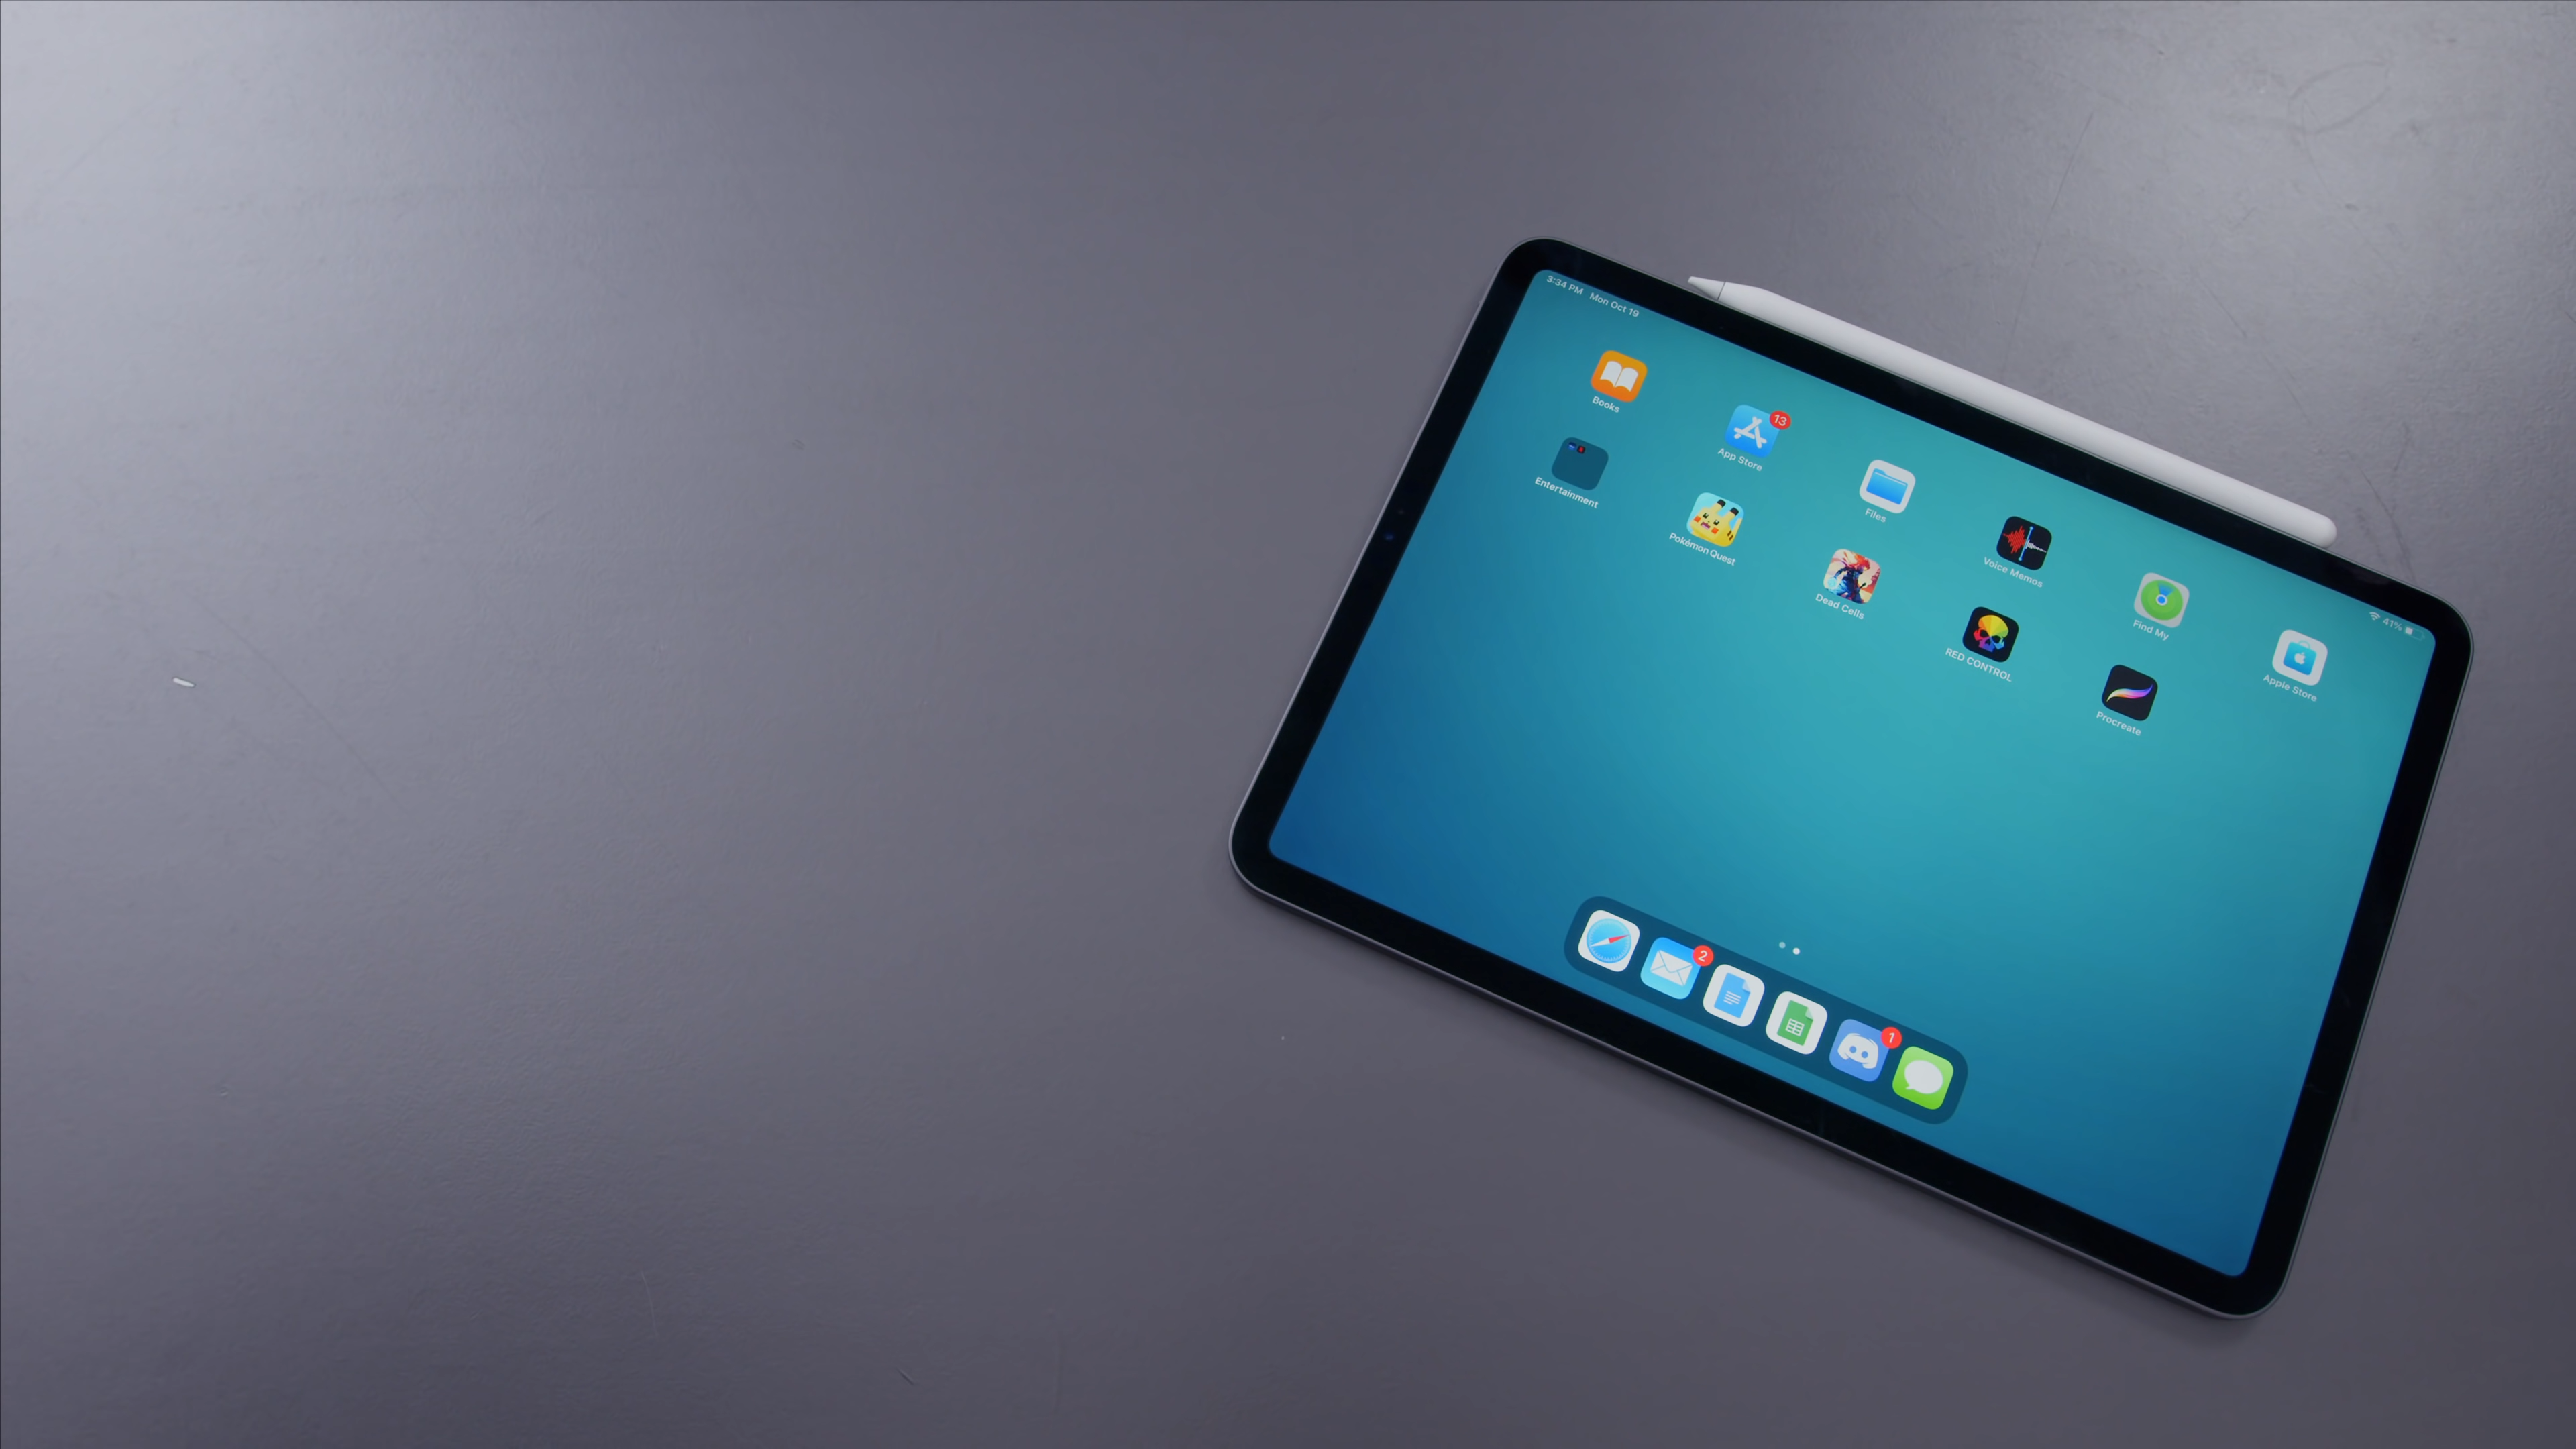 3:34 PM Mon Oct 19
41%
Books
App Store
13
Files
Voice Memos
Find My
Apple Store
Entertainment
Pokémon Quest
Dead Cells
RED CONTROL
Procreate
2
1